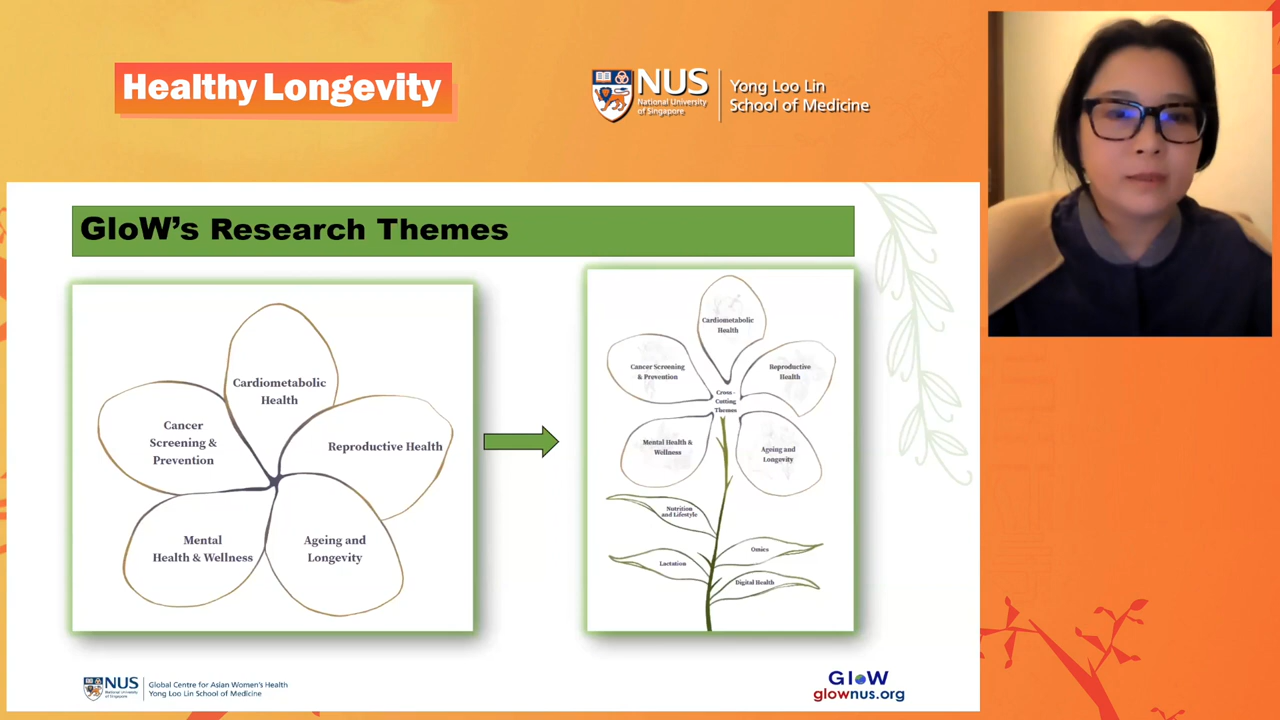 Healthy Longevity
NUS
National University
of Singapore
Yong Loo Lin
School of Medicine
GloW's Research Themes
Cardiometabolic
Health
Cancer
Screening &
Prevention
Reproductive Health
Mental
Health & Wellness
Ageing and
Longevity
Cardiometabolic
Health
Cancer Screening
& Prevention
Reproductive
Health
Cross-
Cutting
Themes
Mental Health &
Wellness
Ageing and
Longevity
Nutrition
and Lifestyle
Omics
Lactation
Digital Health
NUS
National University
of Singapore
Global Centre for Asian Women's Health
Yong Loo Lin School of Medicine
GloW
glownus.org